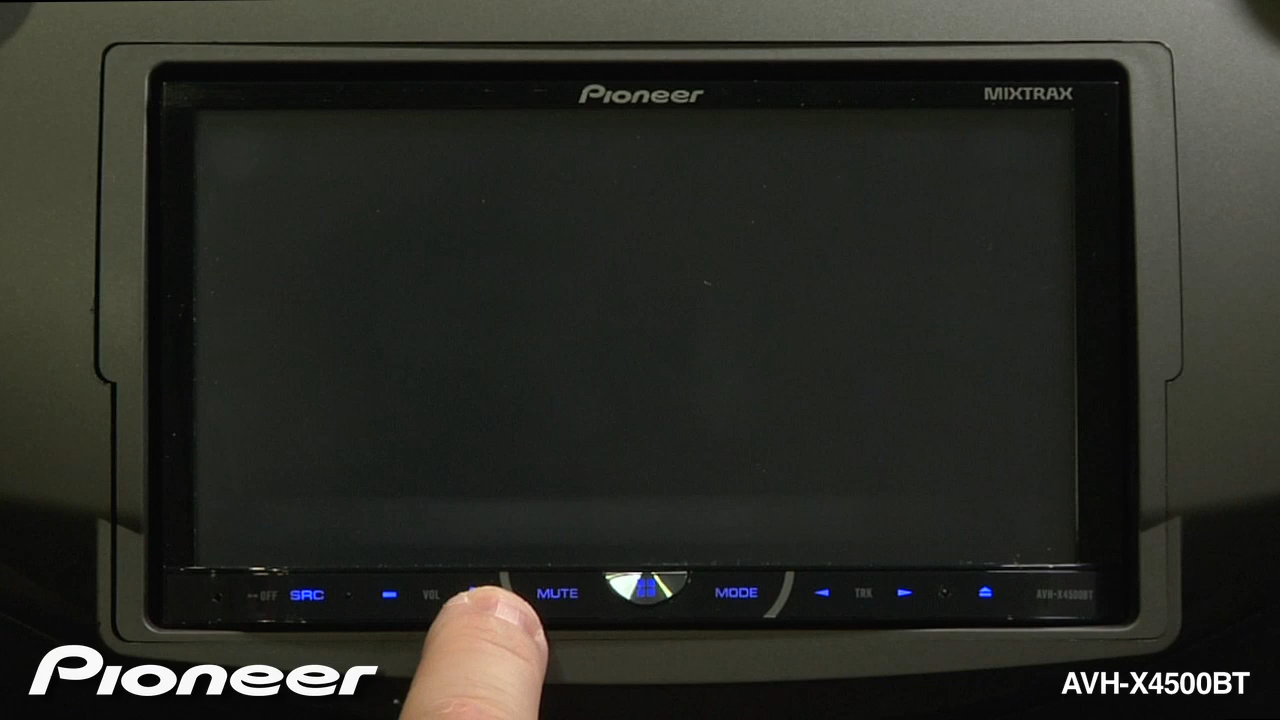 Pioneer
MIXTRAX
OFF SRC VOL MUTE MODE TRK AVH-X4500BT
Pioneer
AVH-X4500BT